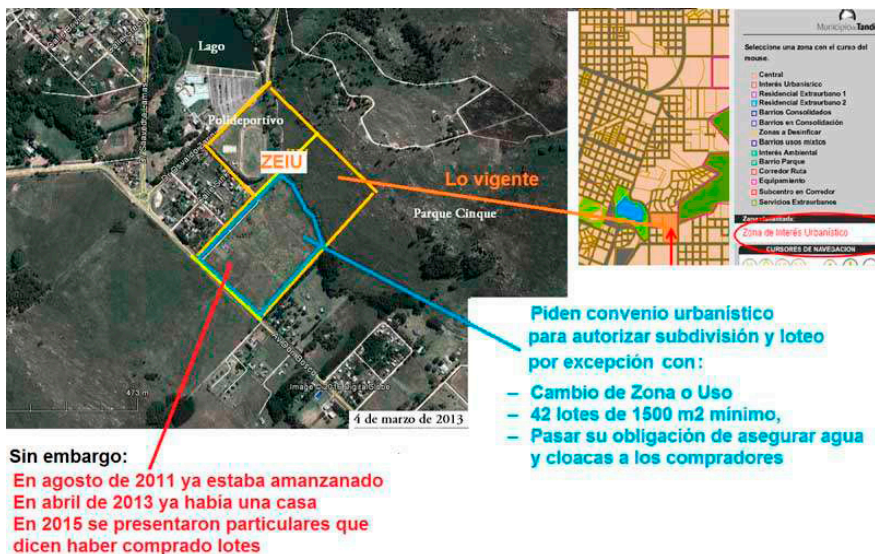 Lago
Polideportivo
ZEIU
Lo vigente
Parque Cinque
Av Don Bosco
473 m
4 de marzo de 2013
Municipio de Tandil
Seleccione una zona con el cursor del
mouse.
Central
Interés Urbanístico
Residencial Extraurbano 1
Residencial Extraurbano 2
Barrios Consolidados
Barrios en Consolidación
Zonas a Desinficar
Barrios usos mixtos
Interés Ambiental
Barrio Parque
Corredor Ruta
Equipamiento
Subcentro en Corredor
Servicios Extraurbanos
Zona de Interés Urbanístico
CURSORES DE NAVEGACION
Piden convenio urbanístico
para autorizar subdivisión y loteo
por excepción con:
– Cambio de Zona o Uso
– 42 lotes de 1500 m2 mínimo,
– Pasar su obligación de asegurar agua
y cloacas a los compradores
Sin embargo:
En agosto de 2011 ya estaba amanzanado
En abril de 2013 ya había una casa
En 2015 se presentaron particulares que
dicen haber comprado lotes